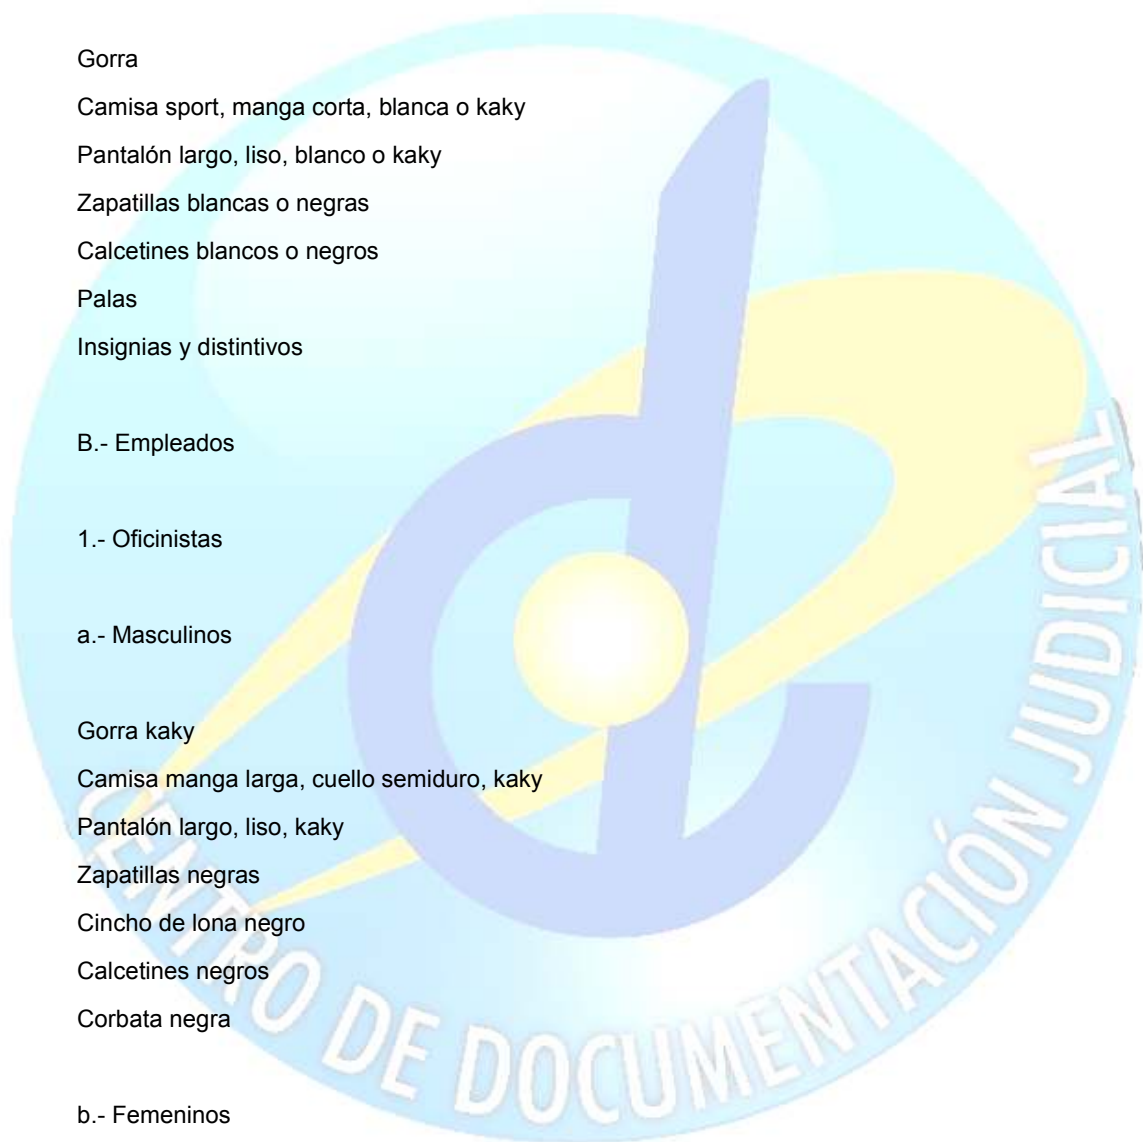 Gorra
Camisa sport, manga corta, blanca o kaky
Pantalón largo, liso, blanco o kaky
Zapatillas blancas o negras
Calcetines blancos o negros
Palas
Insignias y distintivos
B.- Empleados
1.- Oficinistas
a.- Masculinos
Gorra kaky
Camisa manga larga, cuello semiduro, kaky
Pantalón largo, liso, kaky
Zapatillas negras
Cincho de lona negro
Calcetines negros
Corbata negra
b.- Femeninos
CENTRO DE DOCUMENTACIÓN JUDICIAL